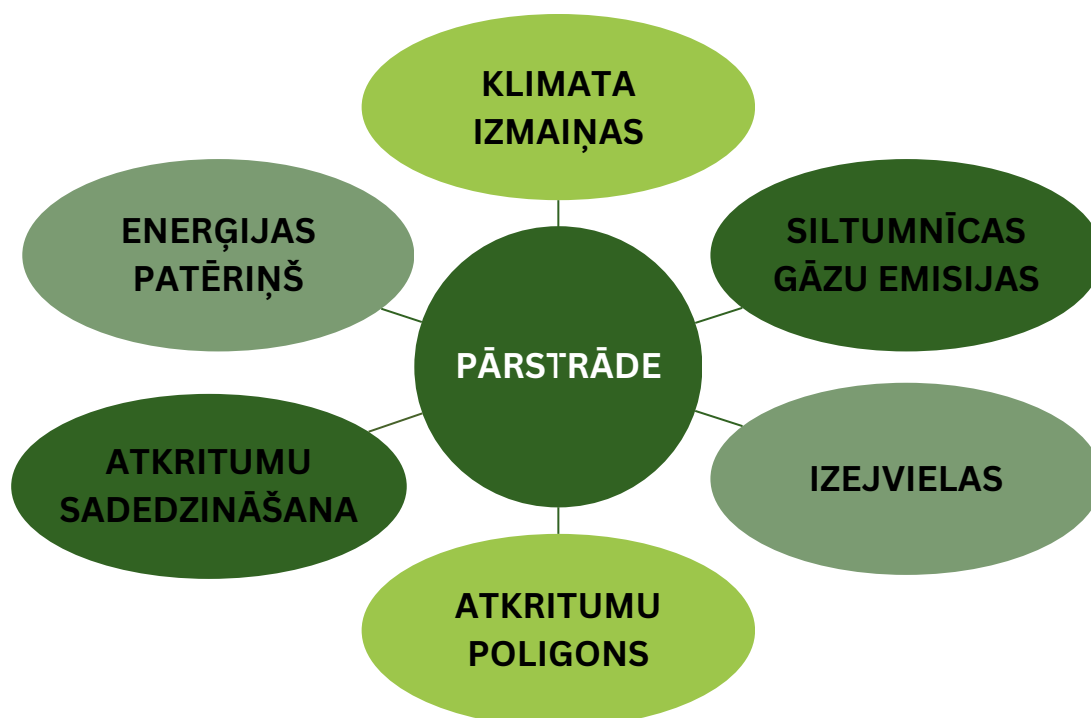 KLIMATA
IZMAIŅAS
ENERĢIJAS
PATĒRIŅŠ
SILTUMNĪCAS
GĀZU EMISIJAS
PĀRSTRĀDE
ATKRITUMU
SADEDZINĀŠANA
IZEJVIELAS
ATKRITUMU
POLIGONS